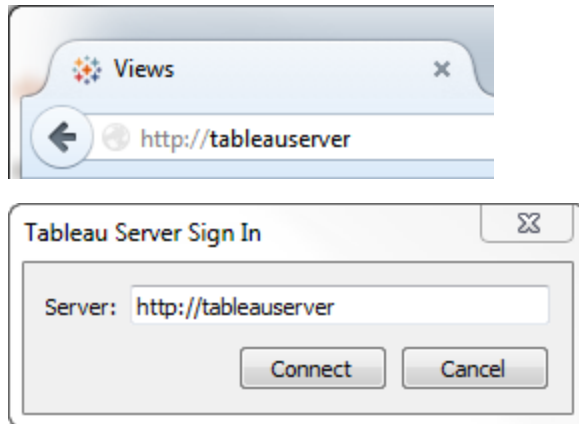 Views
http://tableauserver
Tableau Server Sign In
Server: http://tableauserver
Connect Cancel